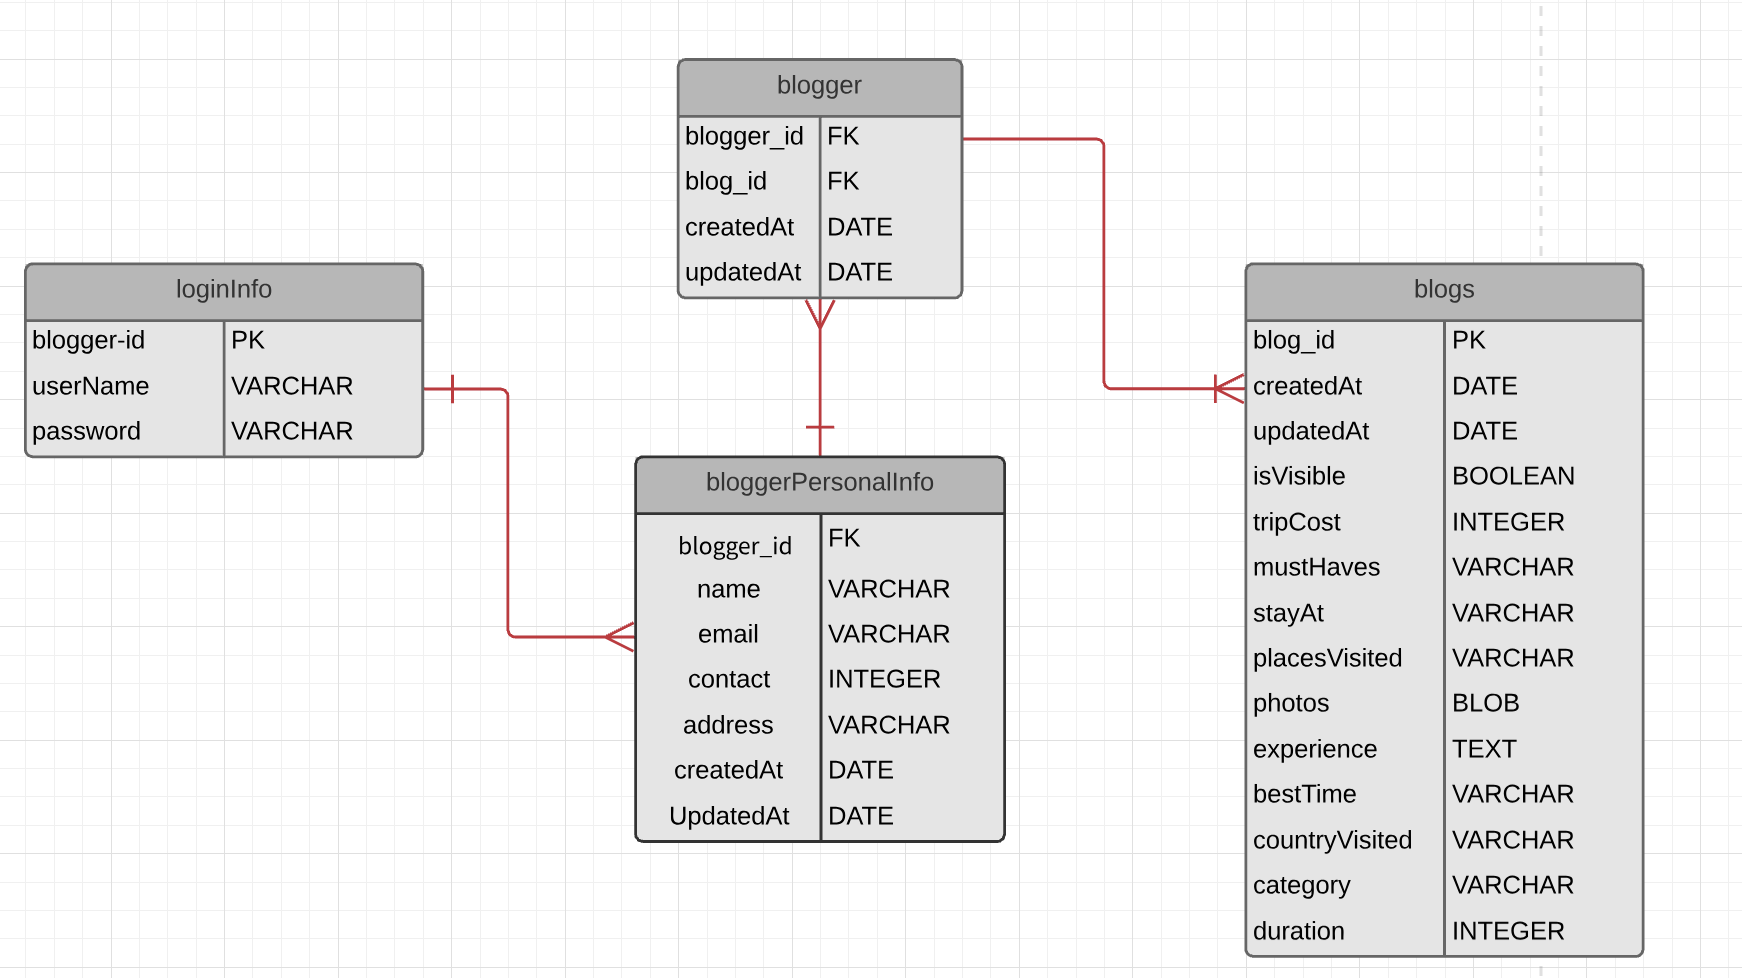 blogger
blogger_id FK
blog_id FK
createdAt DATE
updatedAt DATE
loginInfo
blogger-id PK
userName VARCHAR
password VARCHAR
bloggerPersonalInfo
blogger_id FK
name VARCHAR
email VARCHAR
contact INTEGER
address VARCHAR
createdAt DATE
UpdatedAt DATE
blogs
blog_id PK
createdAt DATE
updatedAt DATE
isVisible BOOLEAN
tripCost INTEGER
mustHaves VARCHAR
stayAt VARCHAR
placesVisited VARCHAR
photos BLOB
experience TEXT
bestTime VARCHAR
countryVisited VARCHAR
category VARCHAR
duration INTEGER